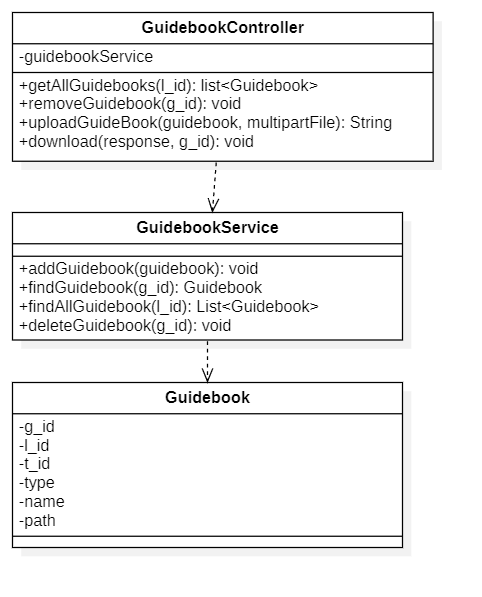 GuidebookController
-guidebookService
+getAllGuidebooks(l_id): list<Guidebook>
+removeGuidebook(g_id): void
+uploadGuideBook(guidebook, multipartFile): String
+download(response, g_id): void
GuidebookService
+addGuidebook(guidebook): void
+findGuidebook(g_id): Guidebook
+findAllGuidebook(l_id): List<Guidebook>
+deleteGuidebook(g_id): void
Guidebook
-g_id
-l_id
-t_id
-type
-name
-path